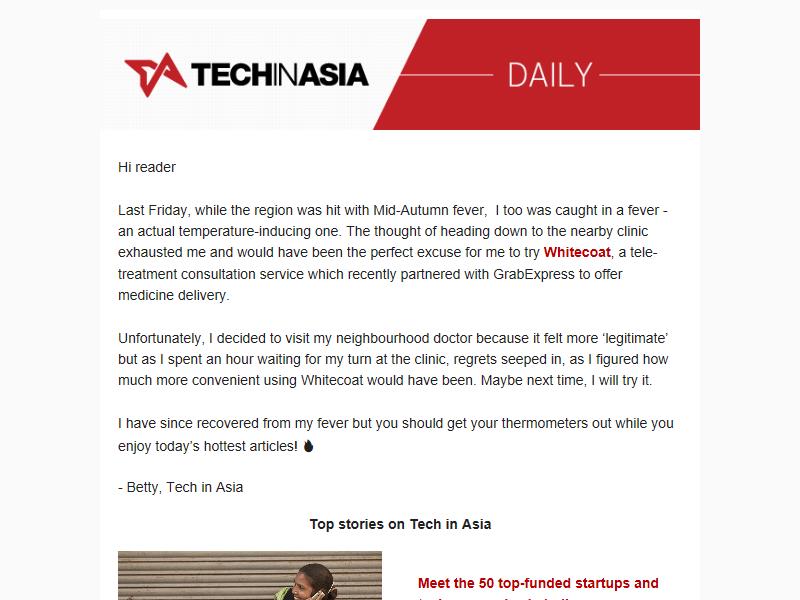 TECHINASIA
DAILY
Hi reader
Last Friday, while the region was hit with Mid-Autumn fever,  I too was caught in a fever -
an actual temperature-inducing one. The thought of heading down to the nearby clinic
exhausted me and would have been the perfect excuse for me to try Whitecoat, a tele-
treatment consultation service which recently partnered with GrabExpress to offer
medicine delivery.
Unfortunately, I decided to visit my neighbourhood doctor because it felt more ‘legitimate’
but as I spent an hour waiting for my turn at the clinic, regrets seeped in, as I figured how
much more convenient using Whitecoat would have been. Maybe next time, I will try it.
I have since recovered from my fever but you should get your thermometers out while you
enjoy today’s hottest articles!
- Betty, Tech in Asia
Top stories on Tech in Asia
Meet the 50 top-funded startups and